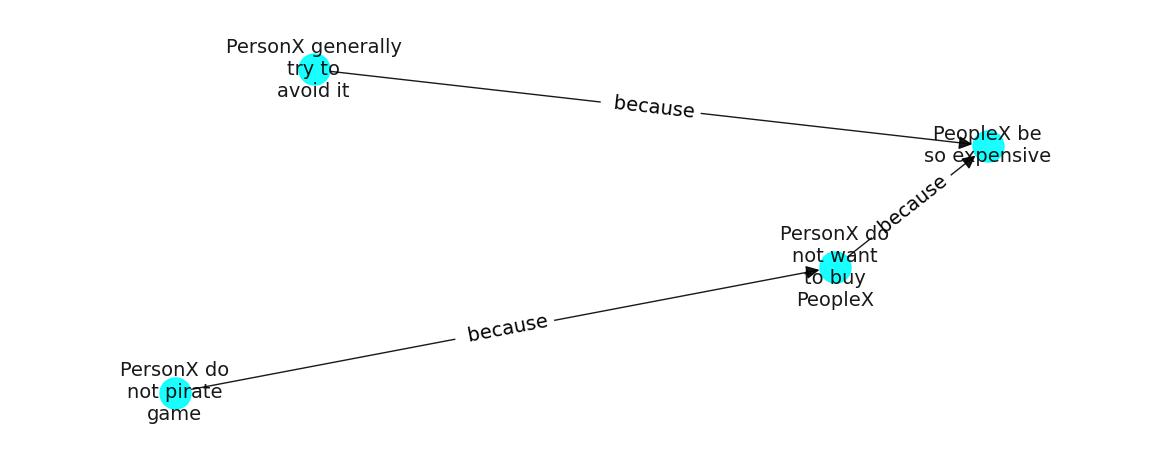 PersonX generally
try to
avoid it
because
PeopleX be
so expensive
because
PersonX do
not want
to buy
PeopleX
because
PersonX do
not pirate
game